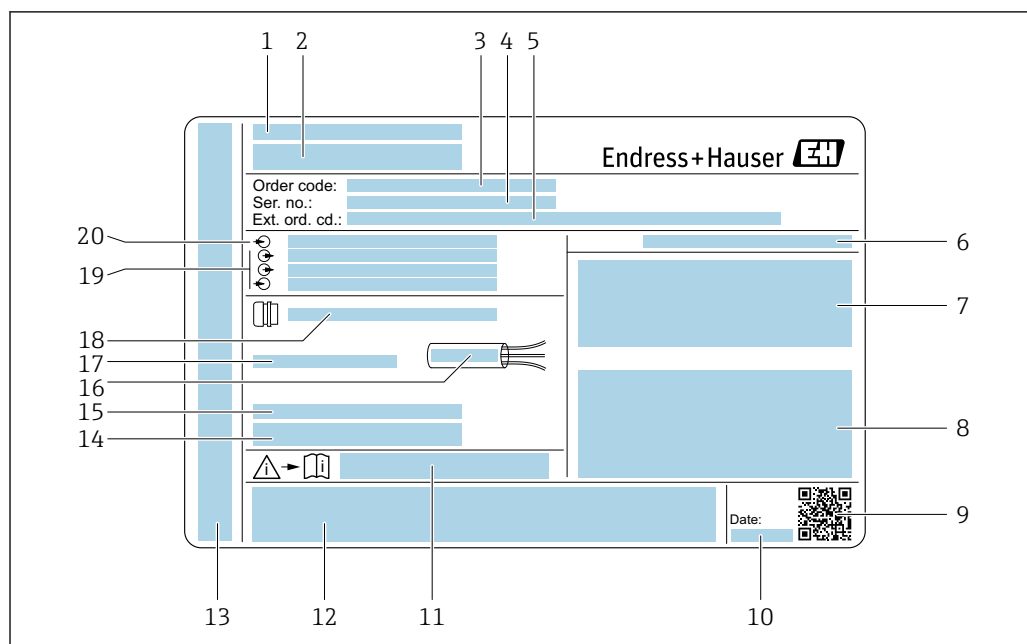 1 2 3 4 5
Endress+Hauser EH
Order code:
Ser. no.:
Ext. ord. cd.:
20
6
19
7
i
18
17
16
15
8
14
i i
Date:
9
13 12 11 10